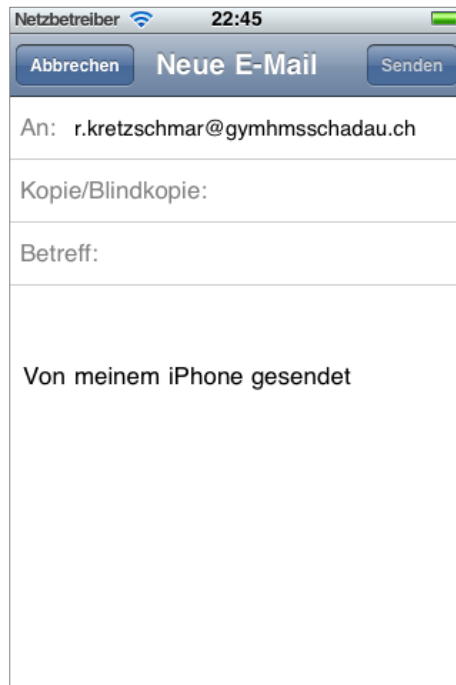 Netzbetreiber 22:45
Abbrechen Neue E-Mail Senden
An: r.kretzschmar@gymhmsschadau.ch
Kopie/Blindkopie:
Betreff:
Von meinem iPhone gesendet